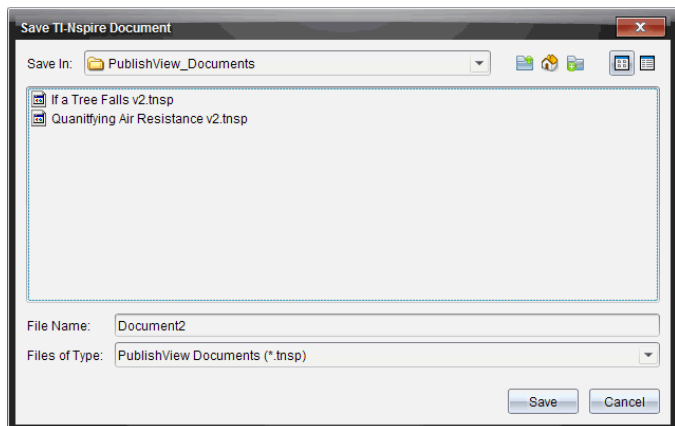 Save TI-Nspire Document
Save In: PublishView_Documents
If a Tree Falls v2.tnsp
Quanitfying Air Resistance v2.tnsp
File Name: Document2
Files of Type: PublishView Documents (*.tnsp)
Save Cancel